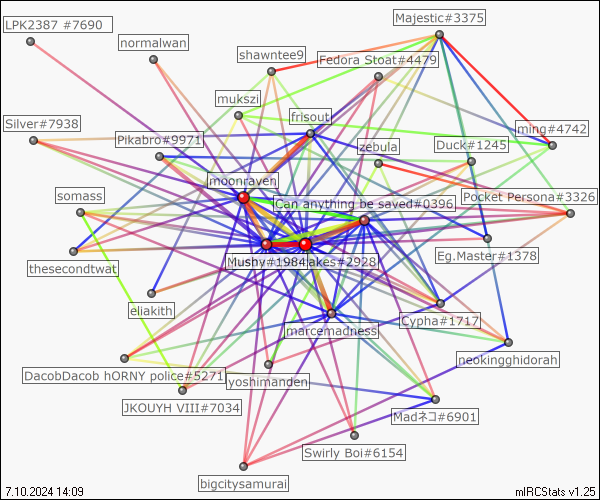 Majestic#3375
LPK2387 #7690
normalwan
shawntee9
Fedora Stoat#4479
mukszi
frisout
Silver#7938
ming#4742
Pikabro#9971
zebula
Duck#1245
moonraven
somass
Can anything be saved#0396
Pocket Persona#3326
thesecondtwat
Mushy#1984akes#2928
Eg.Master#1378
eliakith
marcemadness
Cypha#1717
neokingghidorah
DacobDacob hORNY police#5271
yoshimanden
JKOUYH VIII#7034
Madネコ#6901
Swirly Boi#6154
bigcitysamurai
7.10.2024 14:09
mIRCStats v1.25